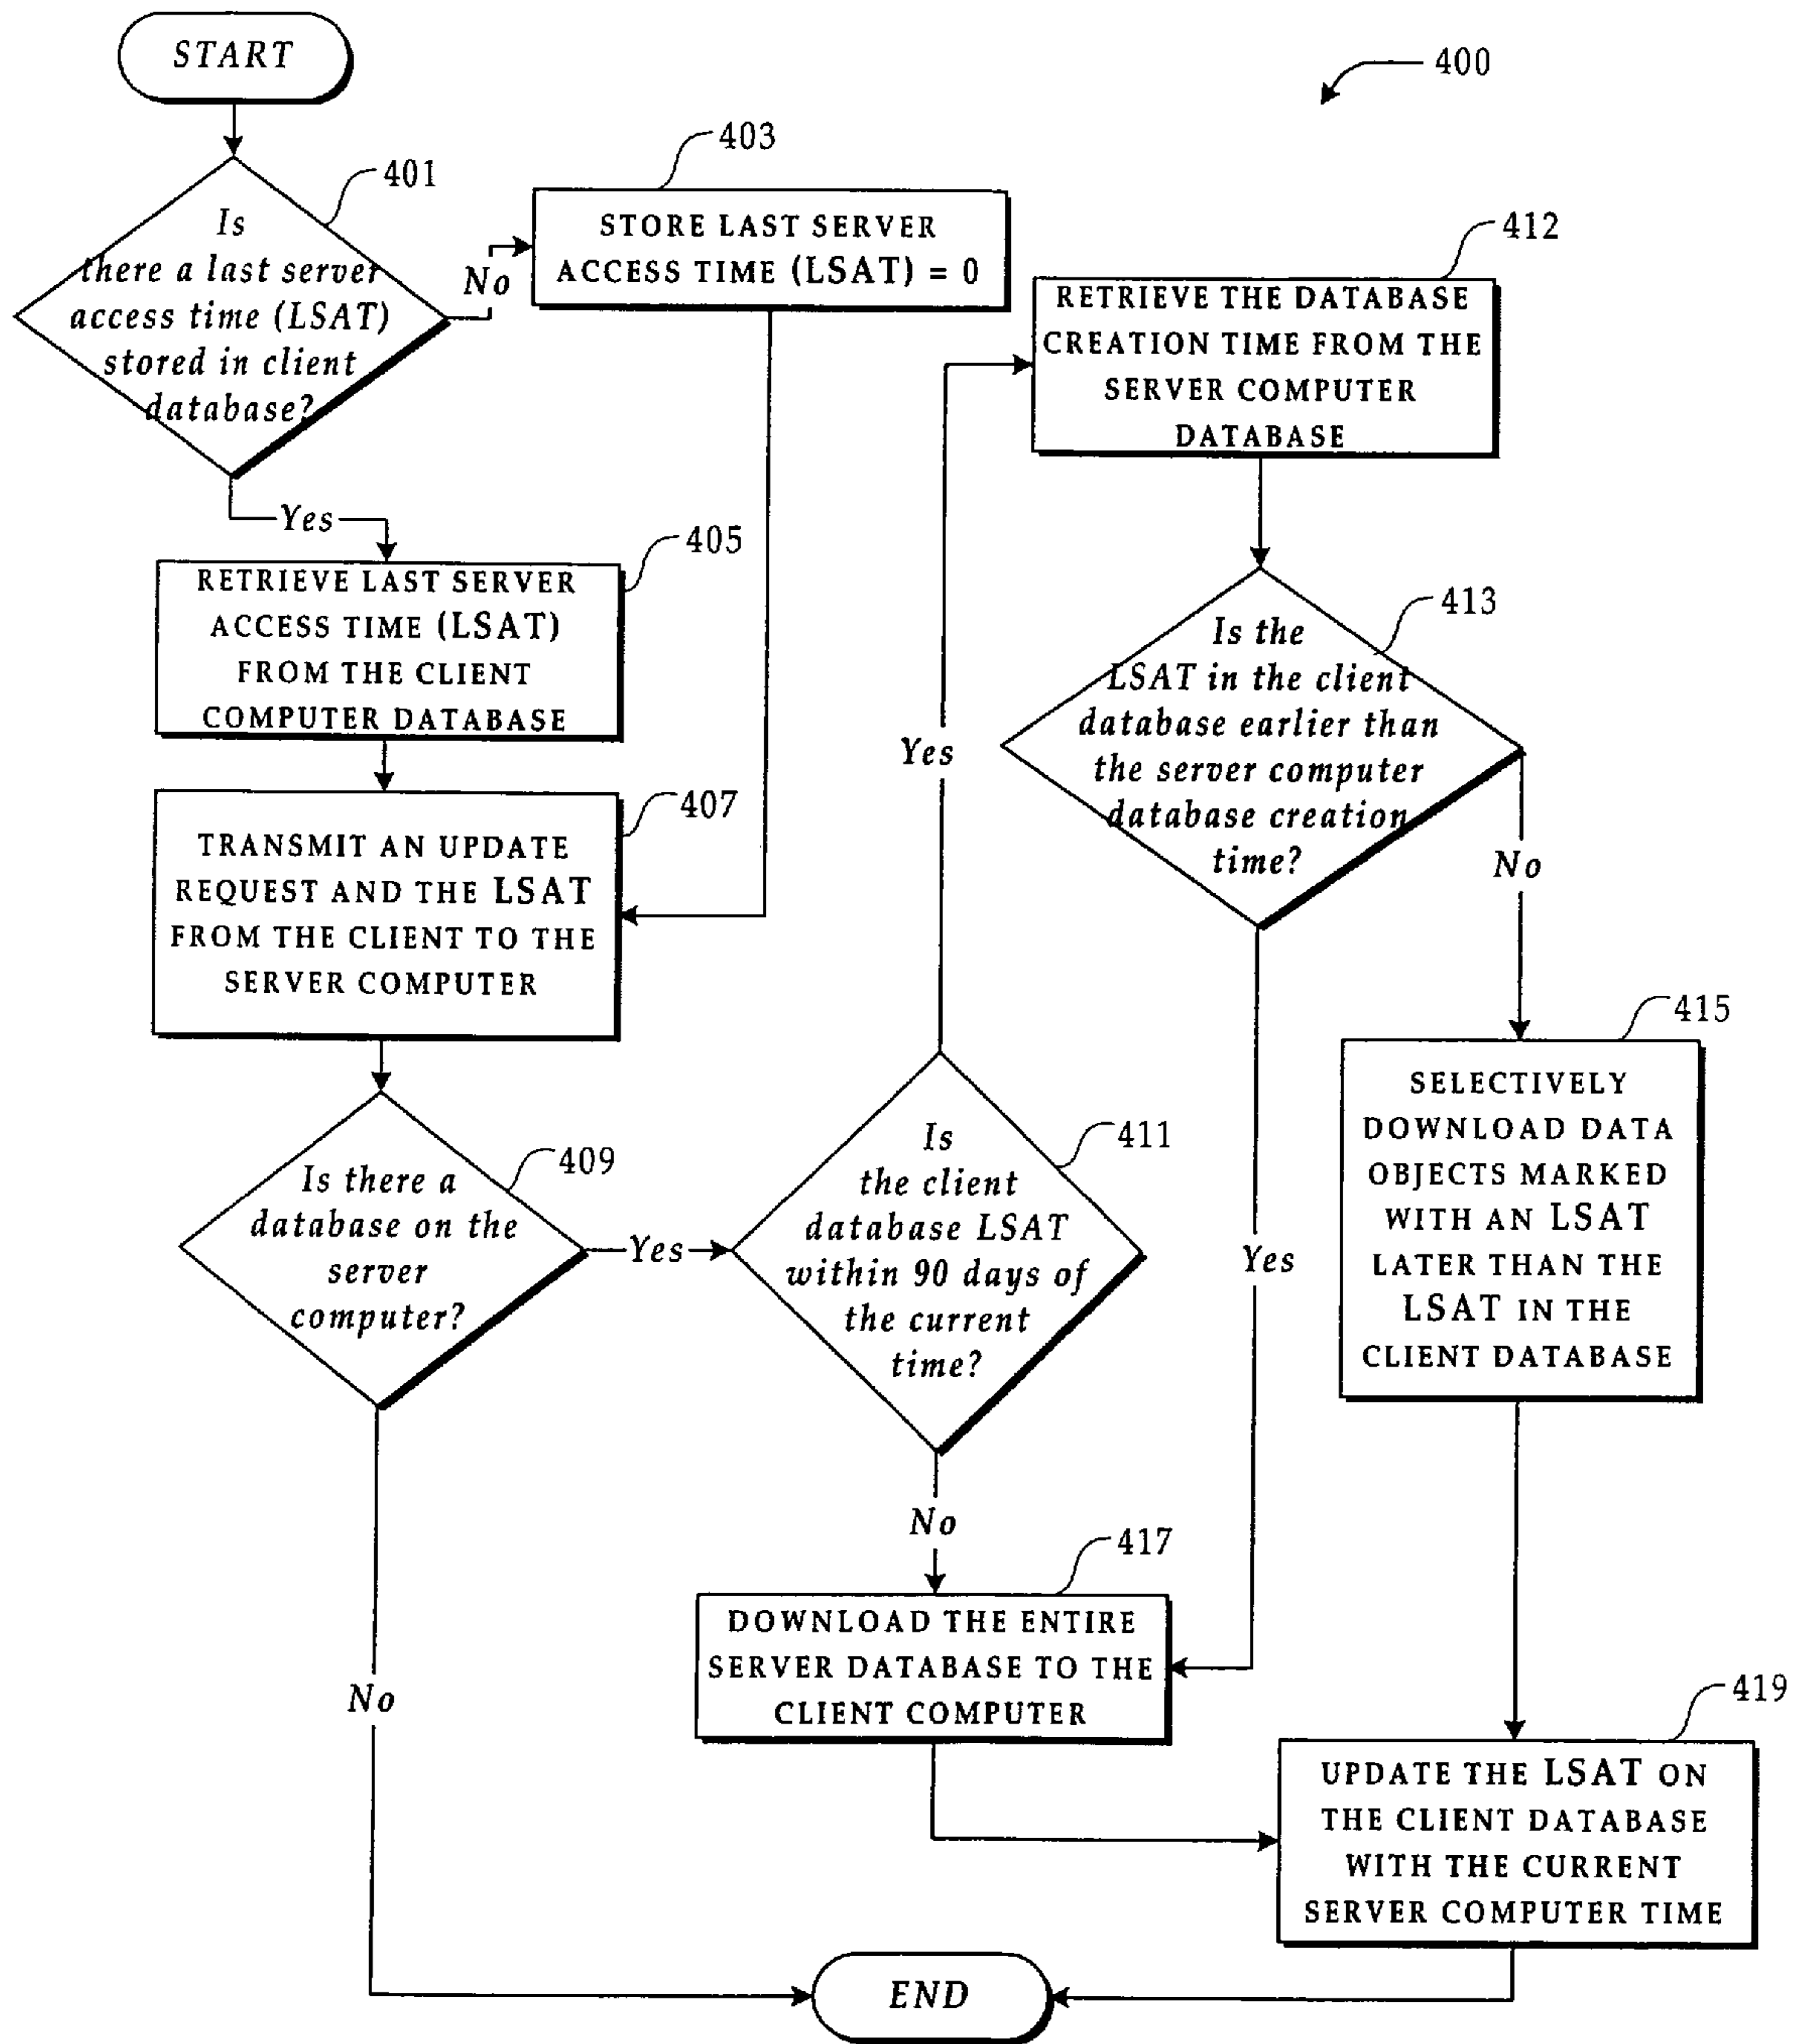 START
400
401
Is
there a last server
access time (LSAT)
stored in client
database?
No
403
STORE LAST SERVER
ACCESS TIME (LSAT) = 0
Yes
405
RETRIEVE LAST SERVER
ACCESS TIME (LSAT)
FROM THE CLIENT
COMPUTER DATABASE
407
TRANSMIT AN UPDATE
REQUEST AND THE LSAT
FROM THE CLIENT TO THE
SERVER COMPUTER
409
Is there a
database on the
server
computer?
Yes
No
411
Is
the client
database LSAT
within 90 days of
the current
time?
Yes
No
412
RETRIEVE THE DATABASE
CREATION TIME FROM THE
SERVER COMPUTER
DATABASE
413
Is the
LSAT in the client
database earlier than
the server computer
database creation
time?
No
Yes
415
SELECTIVELY
DOWNLOAD DATA
OBJECTS MARKED
WITH AN LSAT
LATER THAN THE
LSAT IN THE
CLIENT DATABASE
417
DOWNLOAD THE ENTIRE
SERVER DATABASE TO THE
CLIENT COMPUTER
419
UPDATE THE LSAT ON
THE CLIENT DATABASE
WITH THE CURRENT
SERVER COMPUTER TIME
END